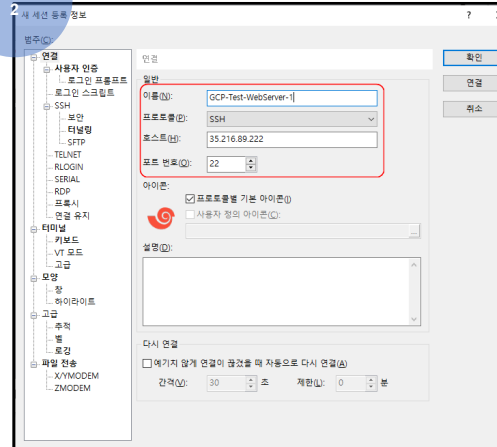 2
새 세션 등록 정보
?
범주(C):
연결
사용자 인증
로그인 프롬프트
로그인 스크립트
SSH
보안
터널링
SFTP
TELNET
RLOGIN
SERIAL
RDP
프록시
연결 유지
터미널
키보드
VT 모드
고급
모양
창
하이라이트
고급
추적
벨
로깅
파일 전송
X/YMODEM
ZMODEM
연결
일반
이름(N): GCP-Test-WebServer-1
프로토콜(P): SSH
호스트(H): 35.216.89.222
포트 번호(O): 22
아이콘:
프로토콜별 기본 아이콘(I)
사용자 정의 아이콘(C):
...
설명(D):
다시 연결
예기치 않게 연결이 끊겼을 때 자동으로 다시 연결(A)
간격(V): 30 초 제한(L): 0 분
확인
연결
취소